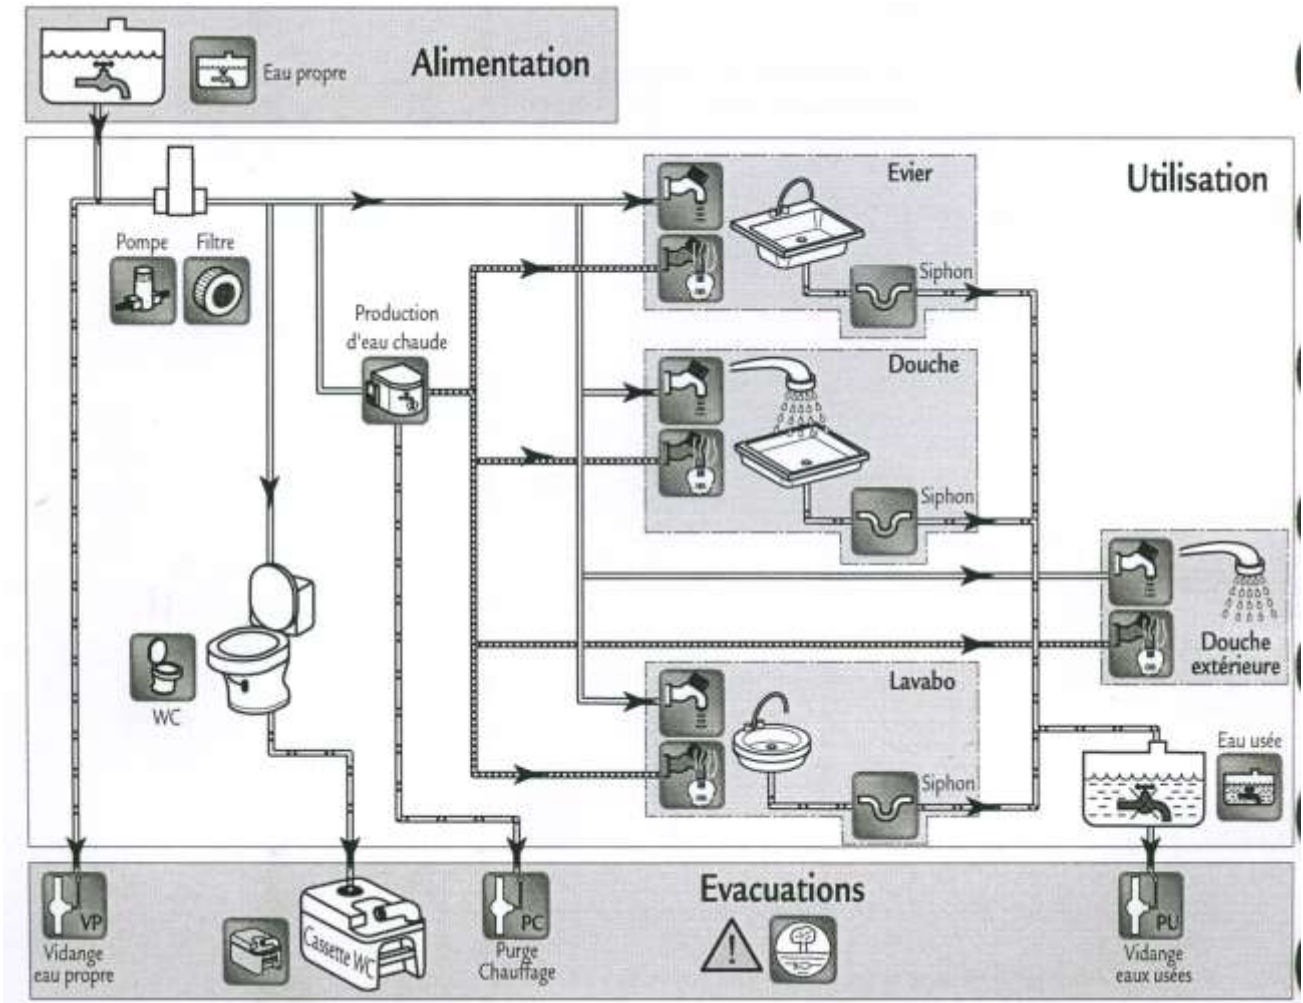 Alimentation
Eau propre
Utilisation
Evier
Pompe
Filtre
Siphon
Production
d'eau chaude
Douche
Siphon
Douche
extérieure
Lavabo
WC
Eau usée
Siphon
Evacuations
VP
Cassette WC
PC
PU
Vidange
eau propre
Purge
Chauffage
Vidange
eaux usées